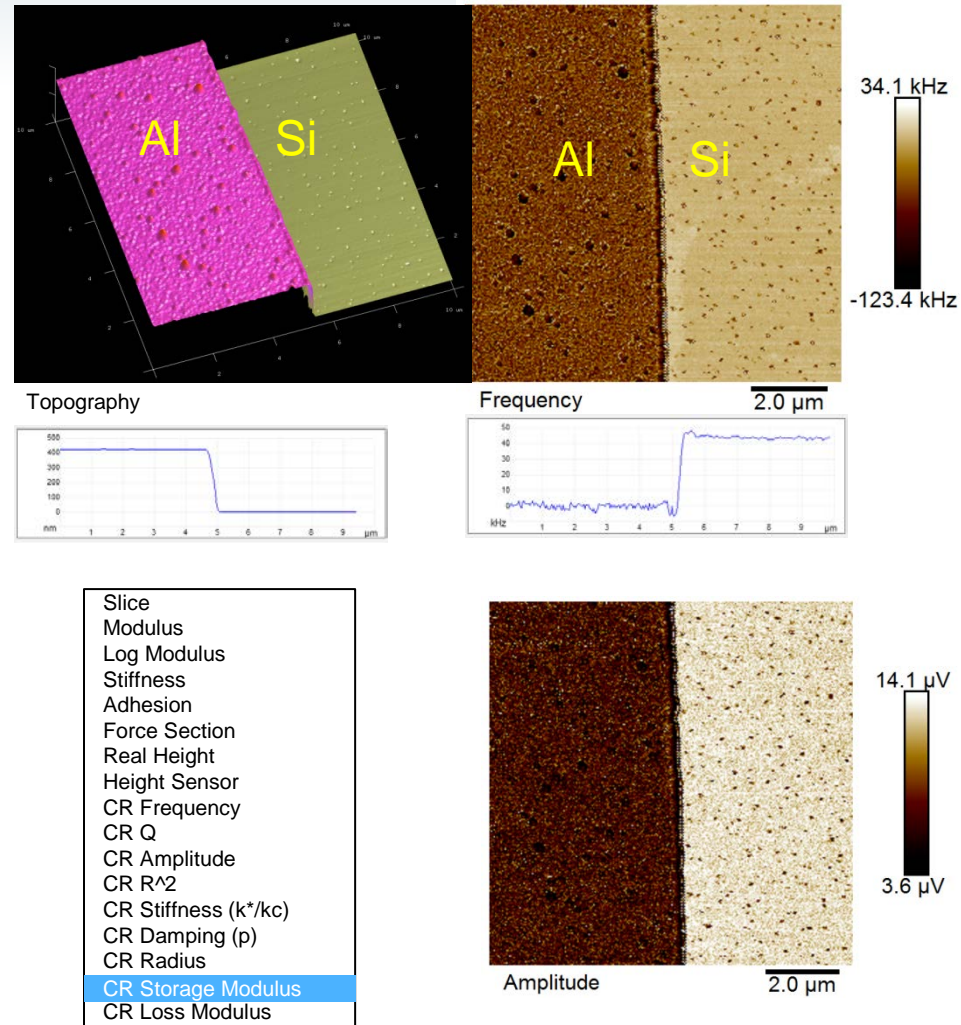 Al Si
Al Si
34.1 kHz
-123.4 kHz
Topography
Frequency
2.0 µm
500
400
300
200
100
0
nm 1 2 3 4 5 6 7 8 9 µm
50
40
30
20
10
0
kHz 1 2 3 4 5 6 7 8 9 µm
Slice
Modulus
Log Modulus
Stiffness
Adhesion
Force Section
Real Height
Height Sensor
CR Frequency
CR Q
CR Amplitude
CR R^2
CR Stiffness (k*/kc)
CR Damping (p)
CR Radius
CR Storage Modulus
CR Loss Modulus
14.1 µV
3.6 µV
Amplitude
2.0 µm